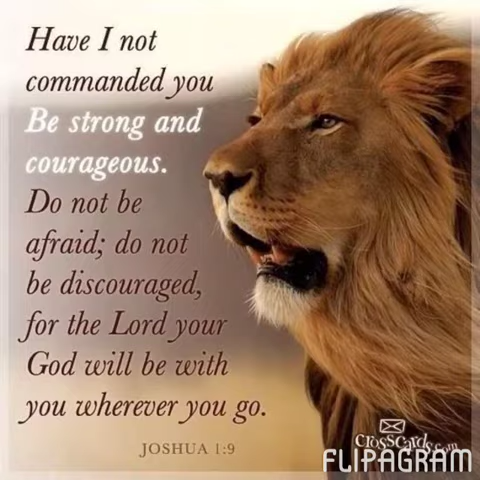 Have I not
commanded you
Be strong and
courageous.
Do not be
afraid; do not
be discouraged,
for the Lord your
God will be with
you wherever you go.
JOSHUA 1:9
crosscards.com
FLIPAGRAM